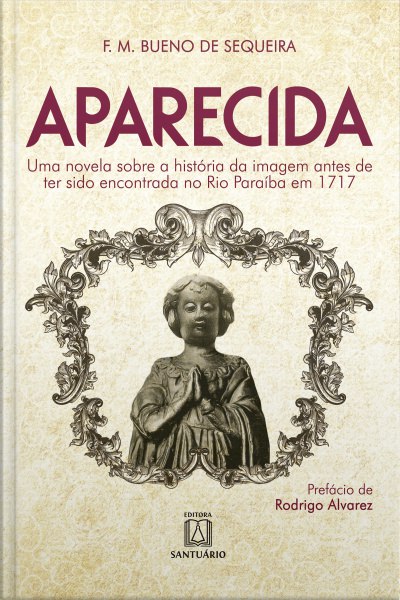 F. M. BUENO DE SEQUEIRA
APARECIDA
Uma novela sobre a história da imagem antes de
ter sido encontrada no Rio Paraíba em 1717
Prefácio de
Rodrigo Alvarez
EDITORA
SANTUÁRIO